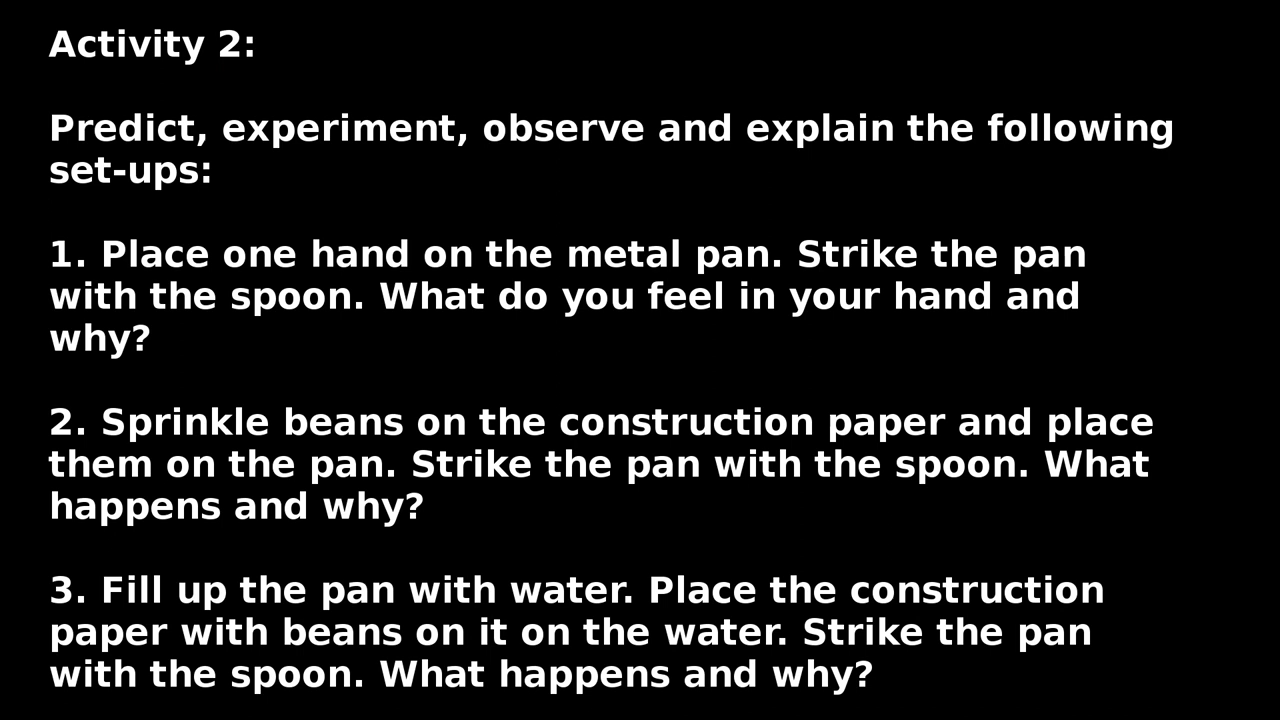 Activity 2:
Predict, experiment, observe and explain the following
set-ups:
1. Place one hand on the metal pan. Strike the pan
with the spoon. What do you feel in your hand and
why?
2. Sprinkle beans on the construction paper and place
them on the pan. Strike the pan with the spoon. What
happens and why?
3. Fill up the pan with water. Place the construction
paper with beans on it on the water. Strike the pan
with the spoon. What happens and why?